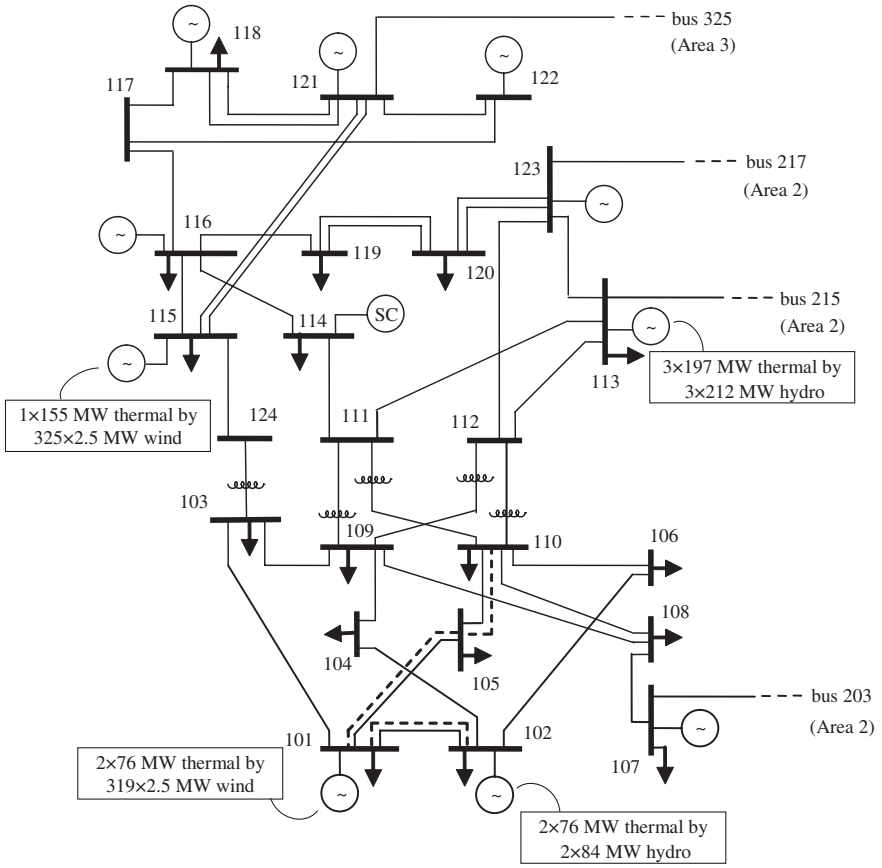 bus 325
(Area 3)
~
118
~
121
~
122
117
123
bus 217
(Area 2)
~
116
~
119
120
115
114
SC
bus 215
(Area 2)
~
~
113
3×197 MW thermal by
3×212 MW hydro
1×155 MW thermal by
325×2.5 MW wind
124
111
112
103
109
110
106
108
104
105
bus 203
(Area 2)
101
102
~
107
2×76 MW thermal by
319×2.5 MW wind
~
~
2×76 MW thermal by
2×84 MW hydro